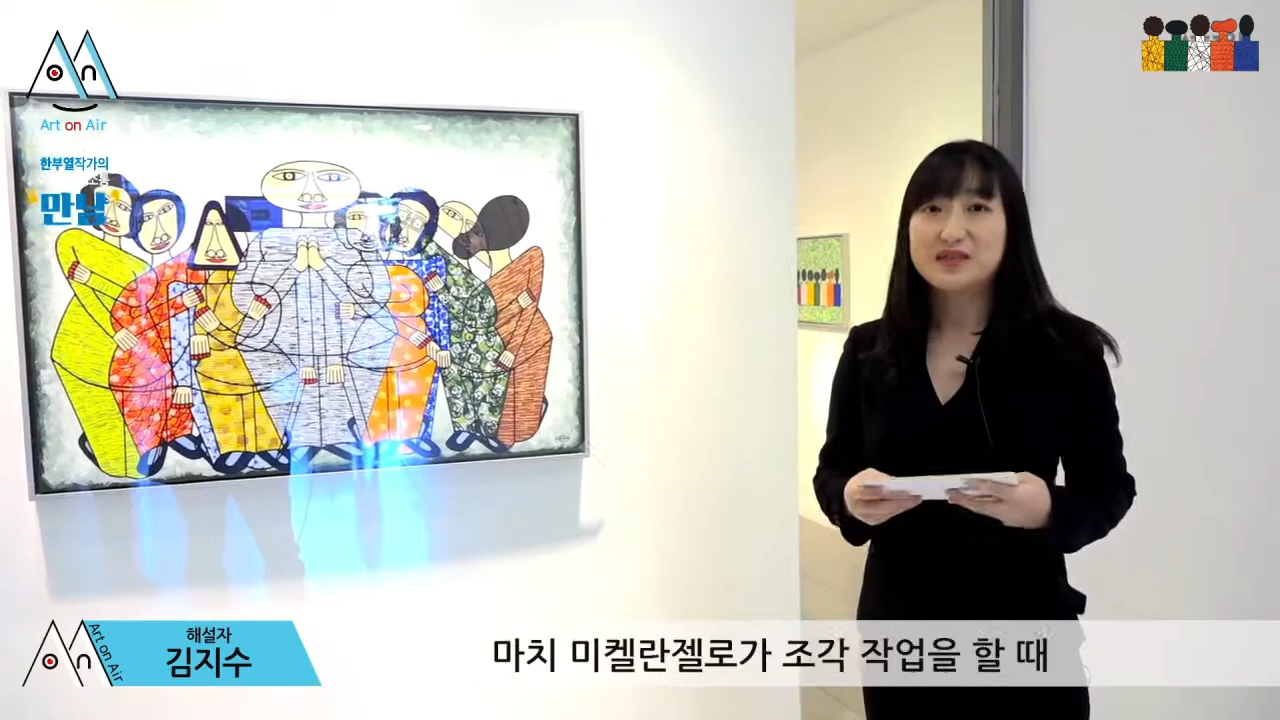 Art on Air
한부열작가의
만남
Art on Air
해설자
김지수
마치 미켈란젤로가 조각 작업을 할 때